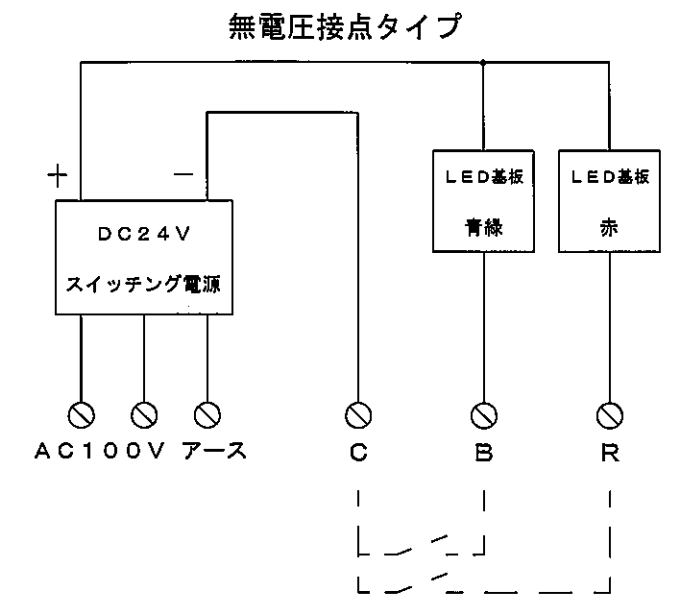 無電圧接点タイプ
＋ －
ＬＥＤ基板 ＬＥＤ基板
青緑 赤
ＤＣ２４Ｖ
スイッチング電源
ＡＣ１００Ｖ アース Ｃ Ｂ Ｒ